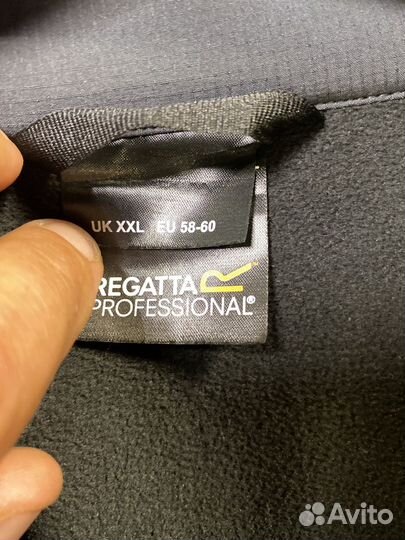 UK XXL EU 58-60
REGATTA
PROFESSIONAL®
Avito